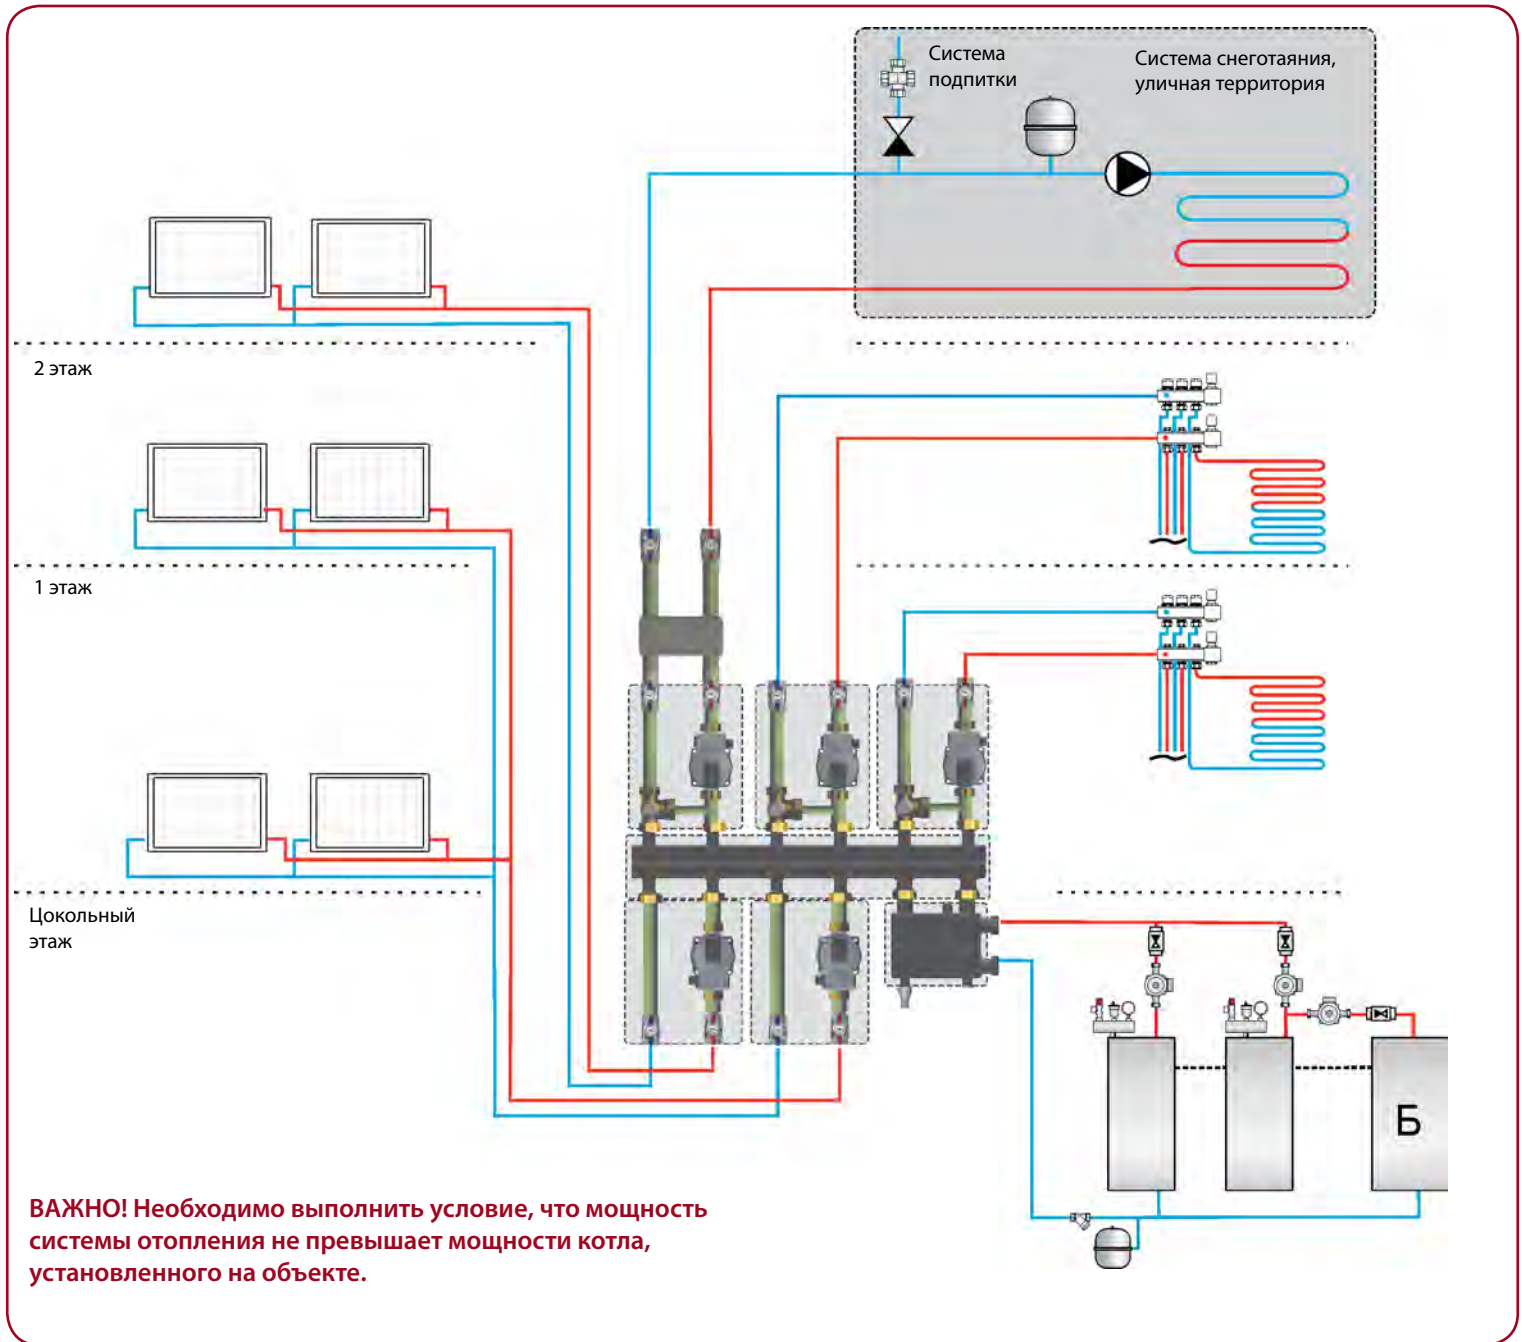 Система
подпитки
Система снеготаяния,
уличная территория
2 этаж
1 этаж
Цокольный
этаж
Б
ВАЖНО! Необходимо выполнить условие, что мощность
системы отопления не превышает мощности котла,
установленного на объекте.